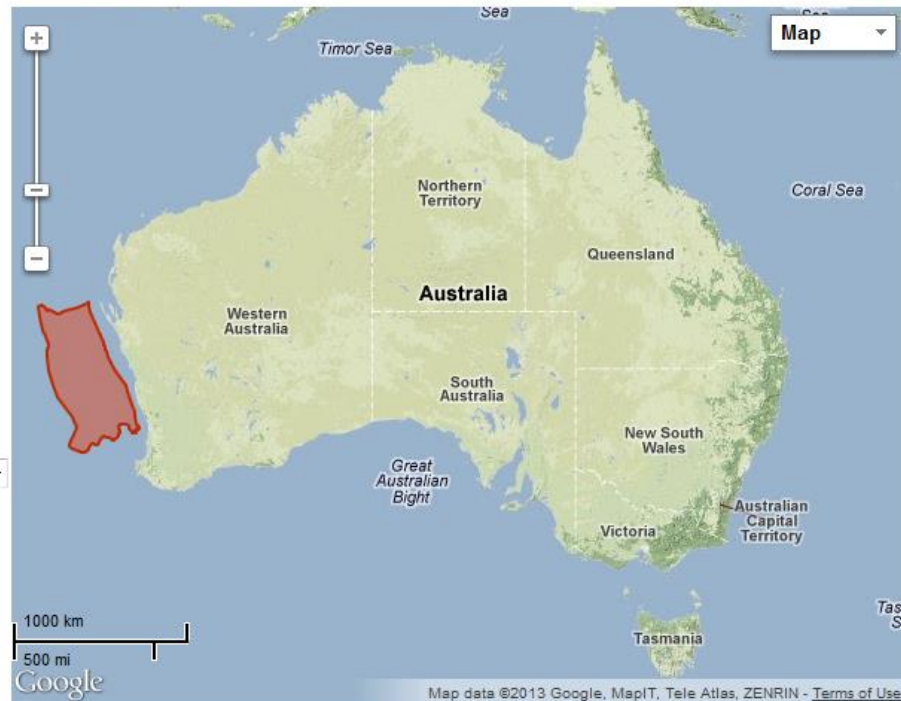 Sea
Sea
Map
Timor Sea
Northern
Territory
Coral Sea
Queensland
Australia
Western
Australia
South
Australia
New South
Wales
Great
Australian
Bight
Australian
Capital
Territory
Victoria
1000 km
500 mi
Tas
S
Tasmania
Google
Map data ©2013 Google, MapIT, Tele Atlas, ZENRIN - Terms of Use